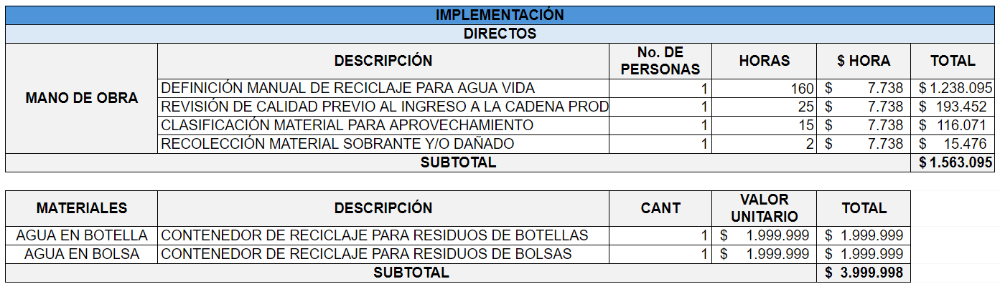 IMPLEMENTACIÓN
DIRECTOS
MANO DE OBRA DESCRIPCIÓN No. DE PERSONAS HORAS $ HORA TOTAL
DEFINICIÓN MANUAL DE RECICLAJE PARA AGUA VIDA 1 160 $ 7.738 $ 1.238.095
REVISIÓN DE CALIDAD PREVIO AL INGRESO A LA CADENA PROD 1 25 $ 7.738 $ 193.452
CLASIFICACIÓN MATERIAL PARA APROVECHAMIENTO 1 15 $ 7.738 $ 116.071
RECOLECCIÓN MATERIAL SOBRANTE Y/O DAÑADO 1 2 $ 7.738 $ 15.476
SUBTOTAL $ 1.563.095
MATERIALES DESCRIPCIÓN CANT VALOR UNITARIO TOTAL
AGUA EN BOTELLA CONTENEDOR DE RECICLAJE PARA RESIDUOS DE BOTELLAS 1 $ 1.999.999 $ 1.999.999
AGUA EN BOLSA CONTENEDOR DE RECICLAJE PARA RESIDUOS DE BOLSAS 1 $ 1.999.999 $ 1.999.999
SUBTOTAL $ 3.999.998